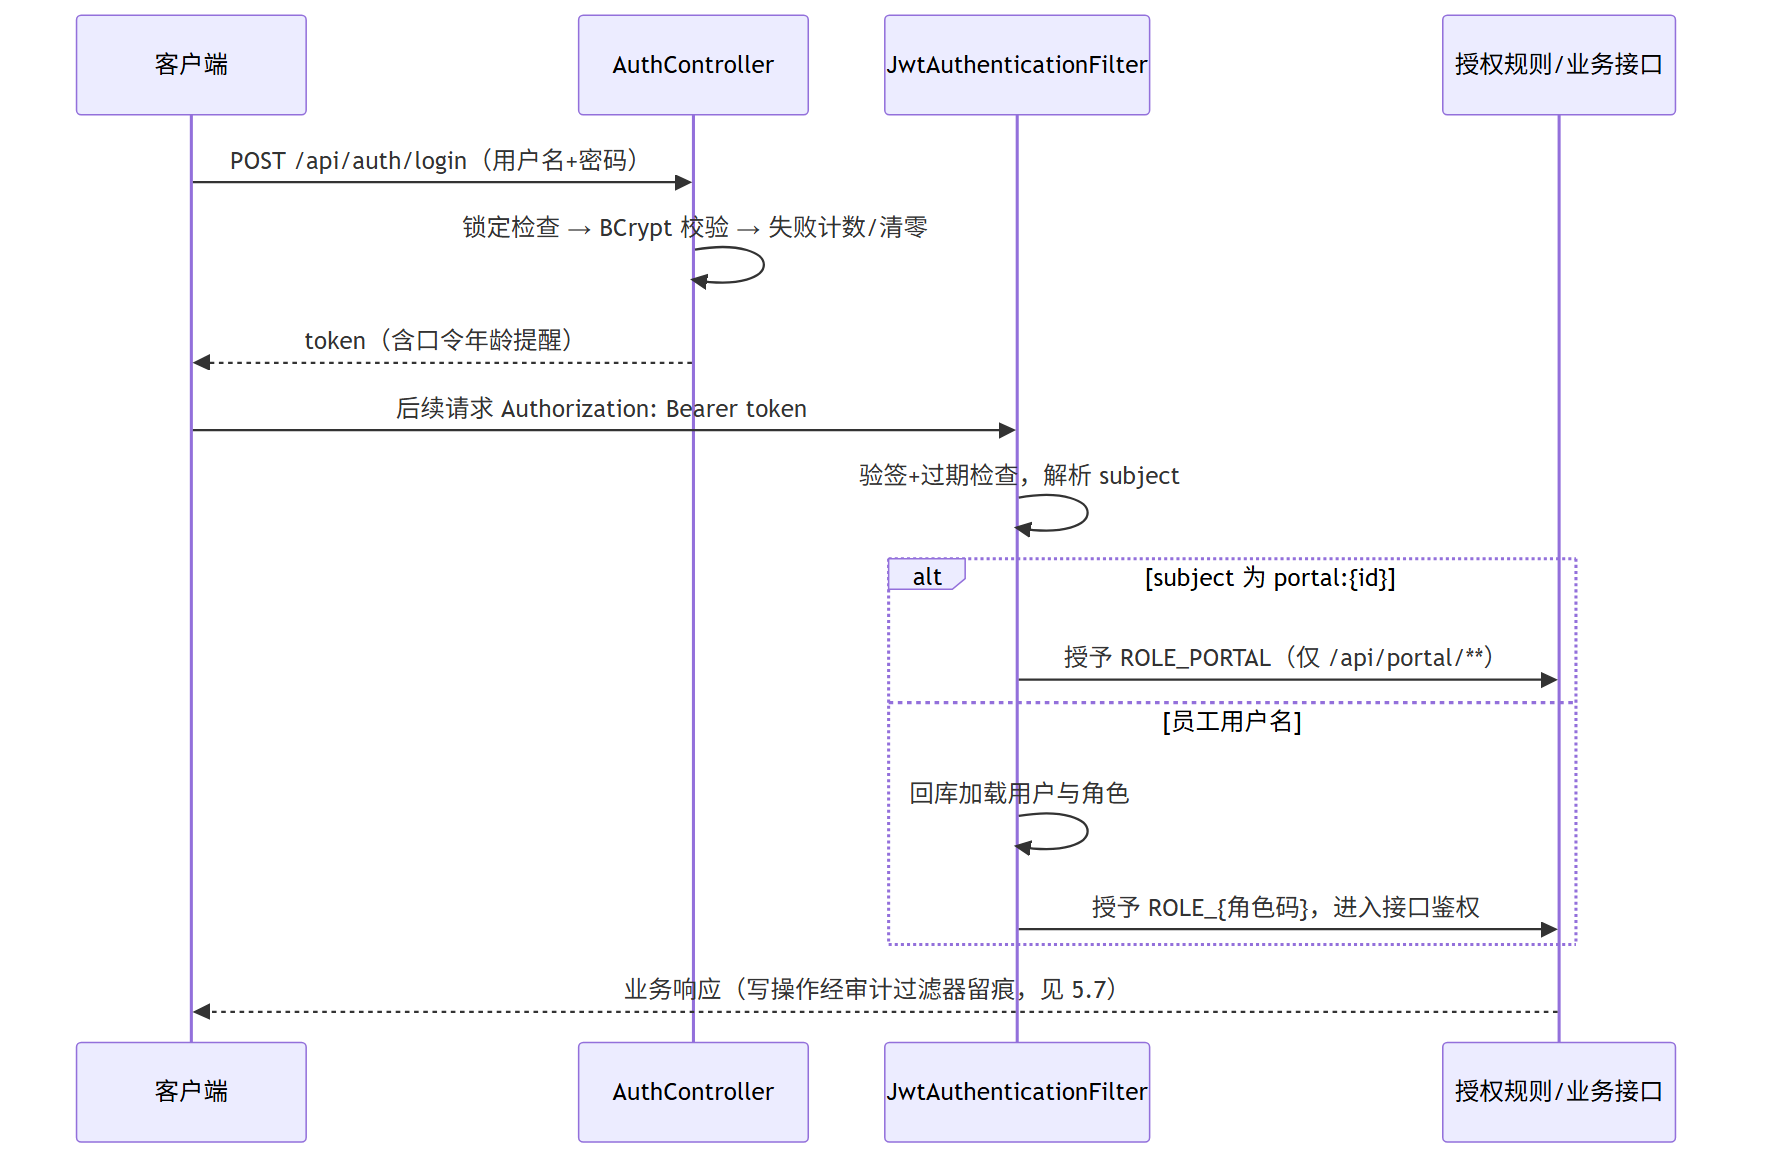 客户端
AuthController
JwtAuthenticationFilter
授权规则/业务接口
POST /api/auth/login（用户名+密码）
锁定检查 → BCrypt 校验 → 失败计数/清零
token（含口令年龄提醒）
后续请求 Authorization: Bearer token
验签+过期检查，解析 subject
alt
[subject 为 portal:{id}]
授予 ROLE_PORTAL（仅 /api/portal/**）
[员工用户名]
回库加载用户与角色
授予 ROLE_{角色码}，进入接口鉴权
业务响应（写操作经审计过滤器留痕，见 5.7）
客户端
AuthController
JwtAuthenticationFilter
授权规则/业务接口